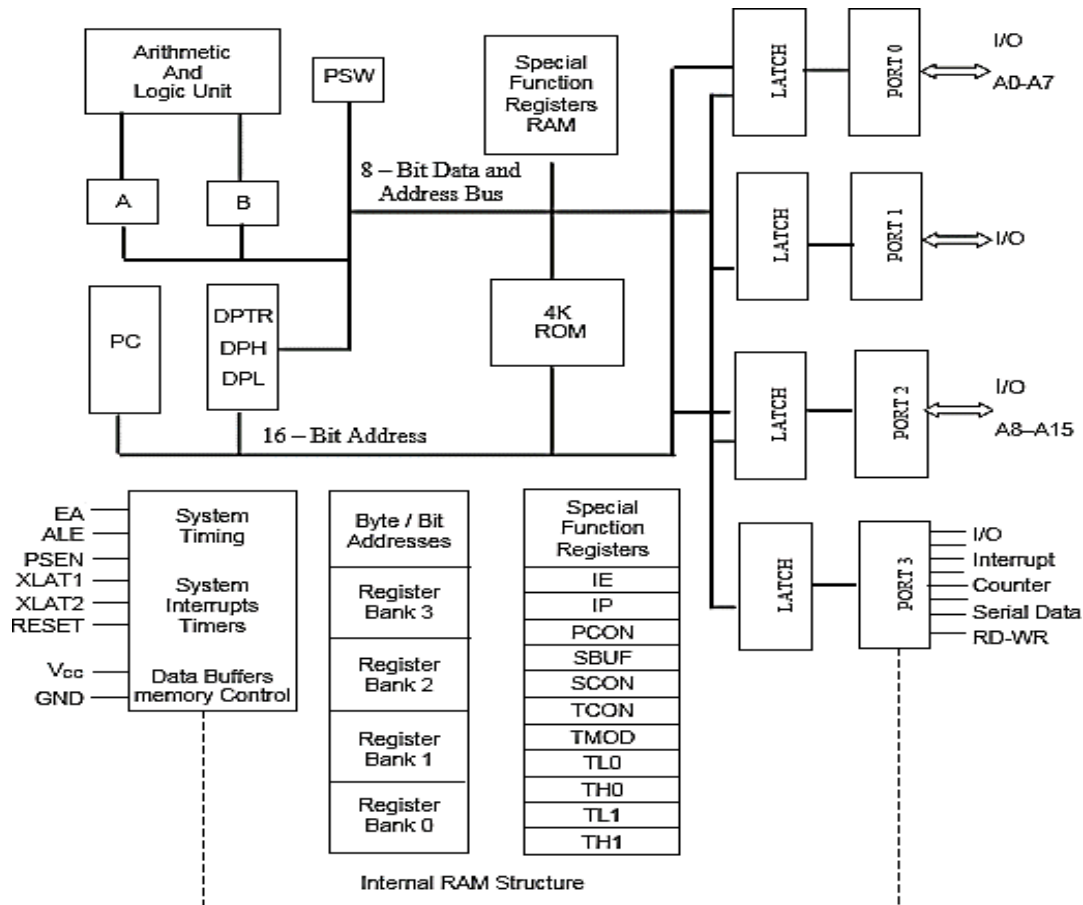 Arithmetic
And
Logic Unit
PSW
Special
Function
Registers
RAM
LATCH
PORT 0
I/O
A0-A7
8 – Bit Data and
Address Bus
A
B
LATCH
PORT 1
I/O
PC
DPTR
DPH
DPL
4K
ROM
LATCH
PORT 2
I/O
A8–A15
16 – Bit Address
EA
ALE
PSEN
XLAT1
XLAT2
RESET
Vcc
GND
System
Timing
System
Interrupts
Timers
Data Buffers
memory Control
Byte / Bit
Addresses
Register
Bank 3
Register
Bank 2
Register
Bank 1
Register
Bank 0
Special
Function
Registers
IE
IP
PCON
SBUF
SCON
TCON
TMOD
TL0
TH0
TL1
TH1
LATCH
PORT 3
I/O
Interrupt
Counter
Serial Data
RD-WR
Internal RAM Structure